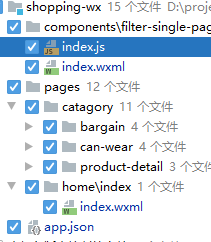 shopping-wx 15 个文件 D:\proje
components\filter-single-pag
index.js
index.wxml
pages 12 个文件
catagory 11 个文件
bargain 4 个文件
can-wear 4 个文件
product-detail 3 个文件
home\index 1 个文件
index.wxml
app.json